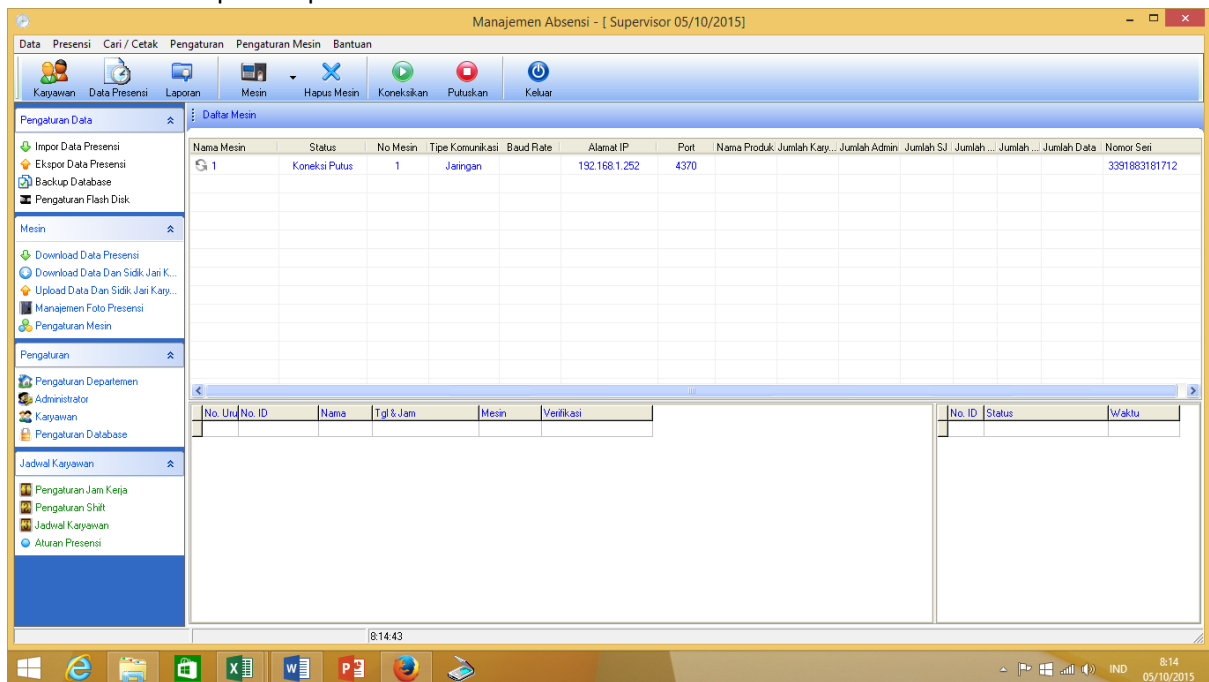 Manajemen Absensi - [ Supervisor 05/10/2015]
Data Presensi Cari / Cetak Pengaturan Pengaturan Mesin Bantuan
Karyawan Data Presensi Laporan Mesin Hapus Mesin Koneksikan Putuskan Keluar
Pengaturan Data
Impor Data Presensi
Ekspor Data Presensi
Backup Database
Pengaturan Flash Disk
Mesin
Download Data Presensi
Download Data Dan Sidik Jari K...
Upload Data Dan Sidik Jari Kary...
Manajemen Foto Presensi
Pengaturan Mesin
Pengaturan
Pengaturan Departemen
Administrator
Karyawan
Pengaturan Database
Jadwal Karyawan
Pengaturan Jam Kerja
Pengaturan Shift
Jadwal Karyawan
Aturan Presensi
Daftar Mesin
Nama Mesin Status No Mesin Tipe Komunikasi Baud Rate Alamat IP Port Nama Produk Jumlah Kary... Jumlah Admin Jumlah SJ Jumlah ... Jumlah ... Jumlah Data Nomor Seri
1 Koneksi Putus 1 Jaringan 192.168.1.252 4370 3391883181712
No. Uru No. ID Nama Tgl & Jam Mesin Verifikasi
No. ID Status Waktu
8:14:43
IND 8:14
05/10/2015